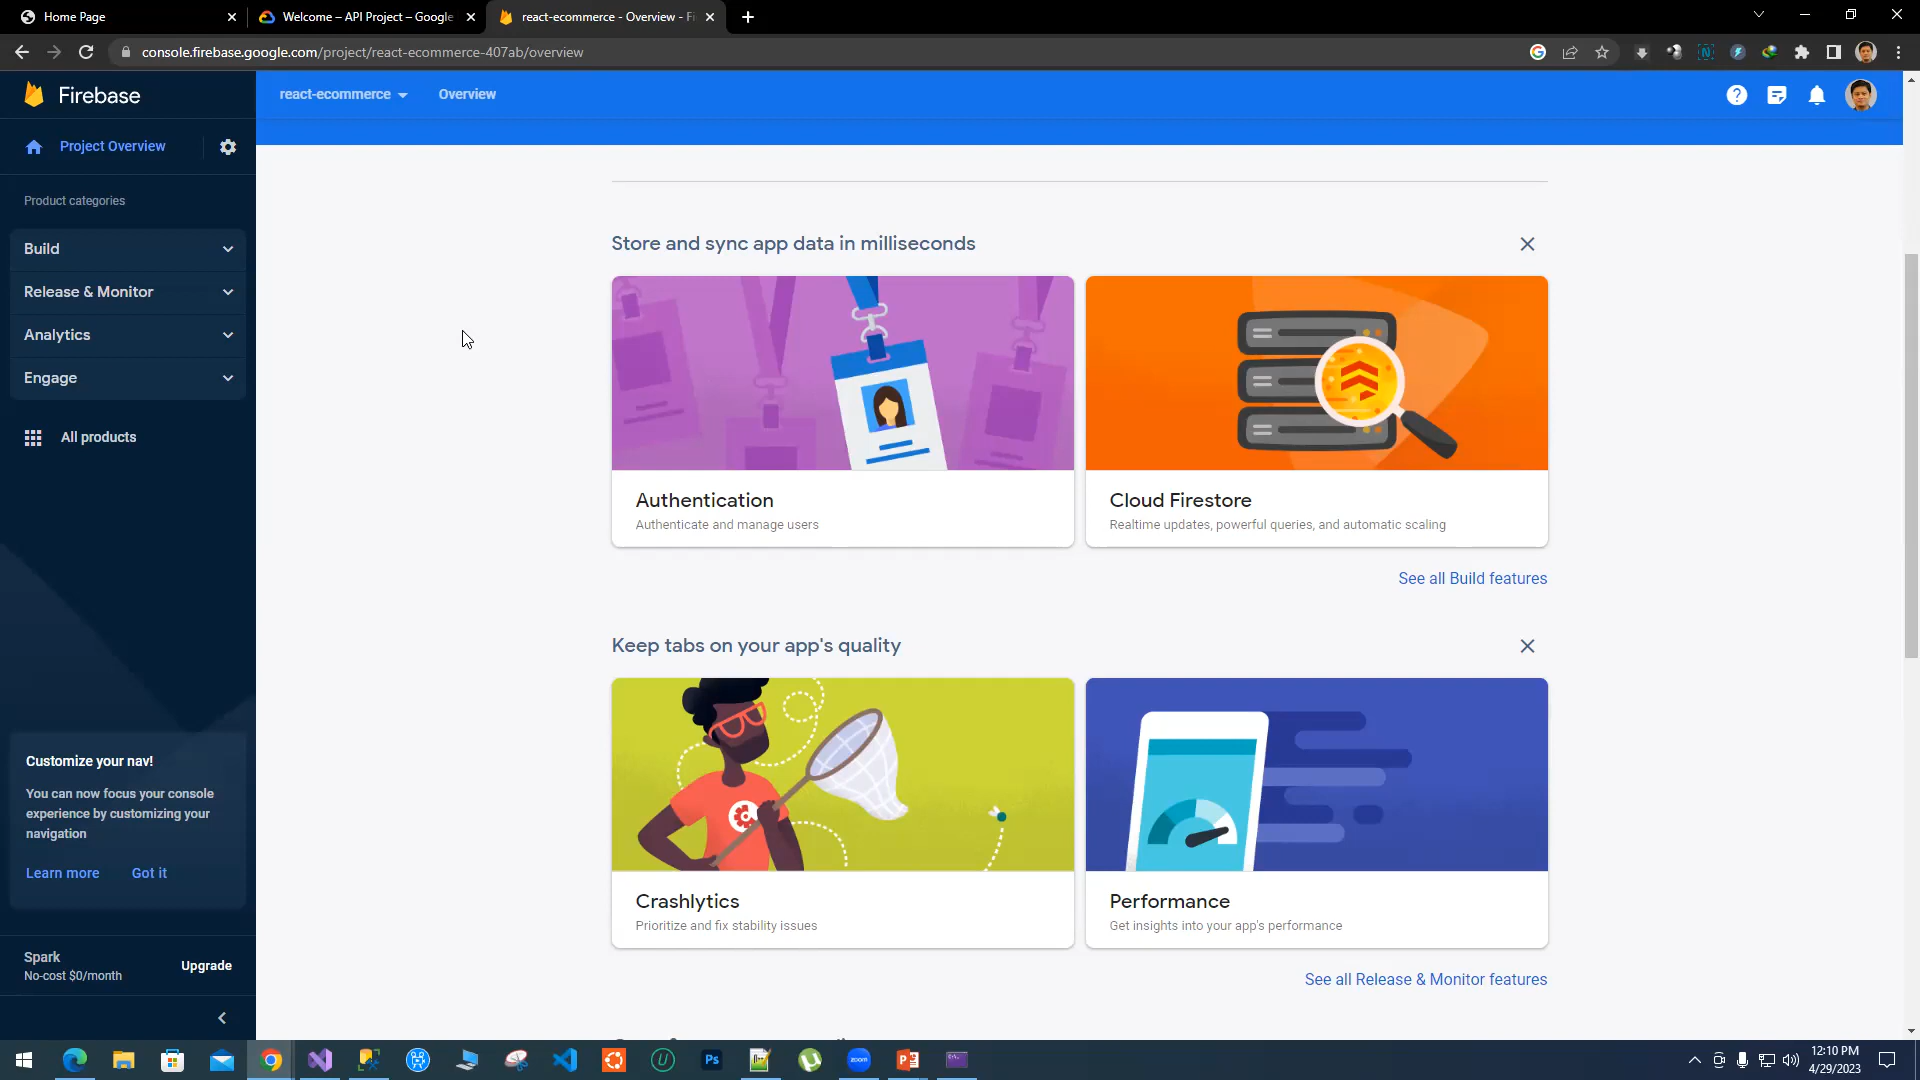 Home Page
Welcome – API Project – Google
react-ecommerce - Overview - Fi
console.firebase.google.com/project/react-ecommerce-407ab/overview
Firebase
react-ecommerce
Overview
Project Overview
Product categories
Build
Release & Monitor
Analytics
Engage
All products
Store and sync app data in milliseconds
Authentication
Authenticate and manage users
Cloud Firestore
Realtime updates, powerful queries, and automatic scaling
See all Build features
Keep tabs on your app's quality
Crashlytics
Prioritize and fix stability issues
Performance
Get insights into your app's performance
See all Release & Monitor features
Customize your nav!
You can now focus your console
experience by customizing your
navigation
Learn more
Got it
Spark
No-cost $0/month
Upgrade
Ps
zoom
12:10 PM
4/29/2023